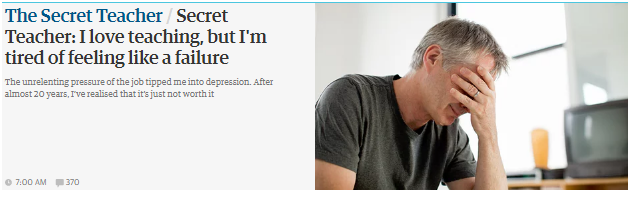 The Secret Teacher / Secret
Teacher: I love teaching, but I'm
tired of feeling like a failure
The unrelenting pressure of the job tipped me into depression. After
almost 20 years, I've realised that it's just not worth it
7:00 AM 370